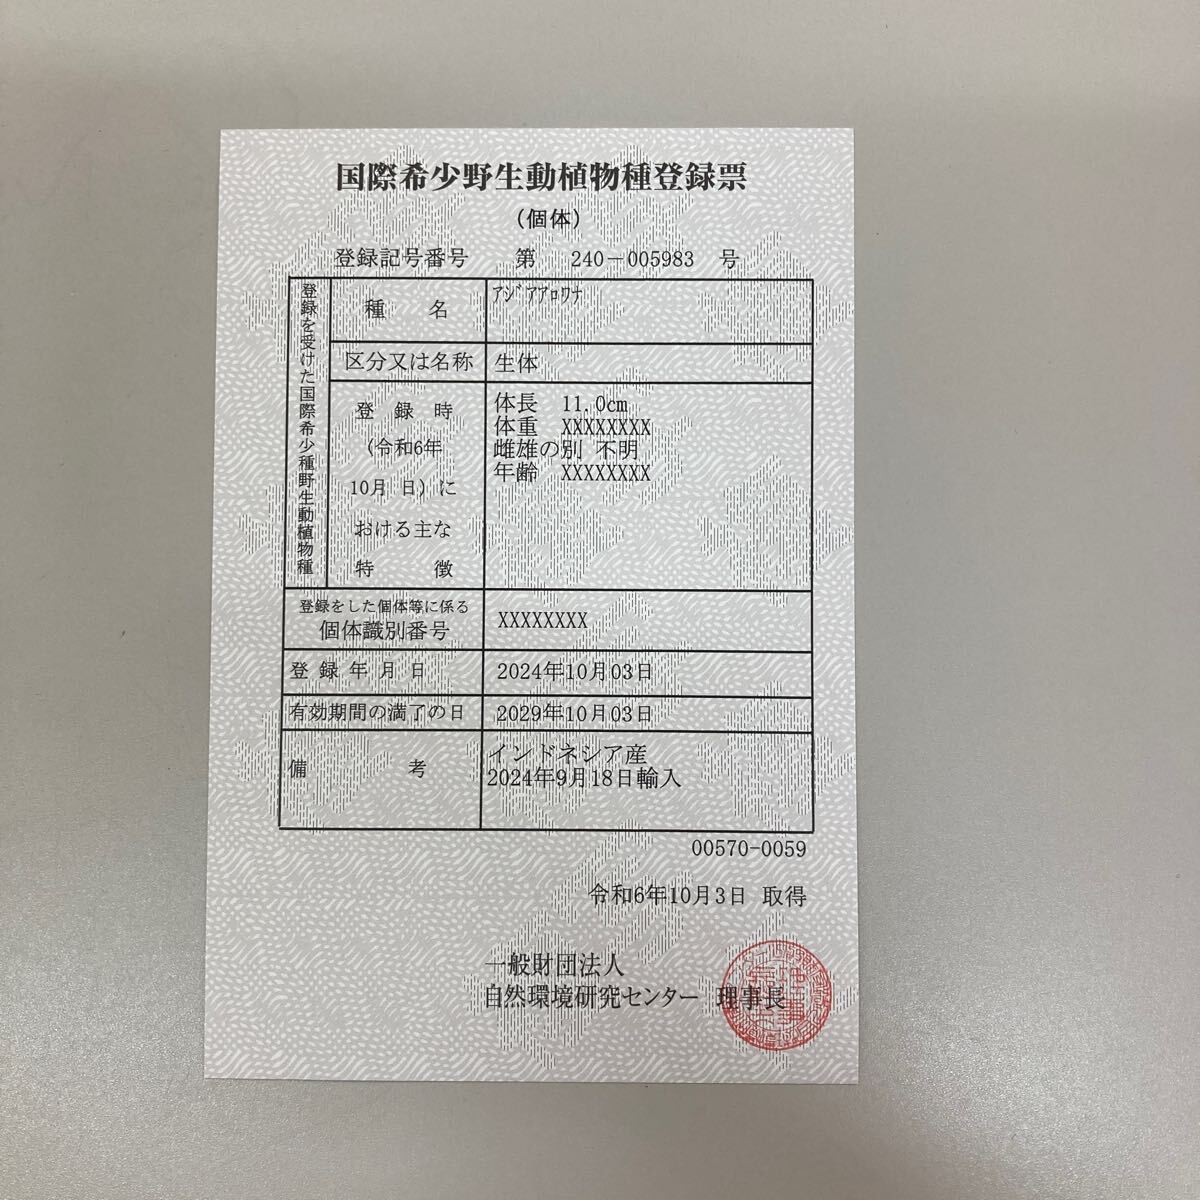 国際希少野生動植物種登録票
（個体）
登録記号番号 第 240－005983 号
登録を受けた国際希少種野生動植物種
種 名
ｱｼﾞｱｱﾛﾜﾅ
区分又は名称
生体
登 録 時
（令和6年
10月 日）に
おける主な
特 徴
体長 11.0cm
体重 XXXXXXXX
雌雄の別 不明
年齢 XXXXXXXX
登録をした個体等に係る
個体識別番号
XXXXXXXX
登 録 年 月 日
2024年10月03日
有効期間の満了の日
2029年10月03日
備 考
インドネシア産
2024年9月18日輸入
00570-0059
令和6年10月3日 取得
一般財団法人
自然環境研究センター 理事長